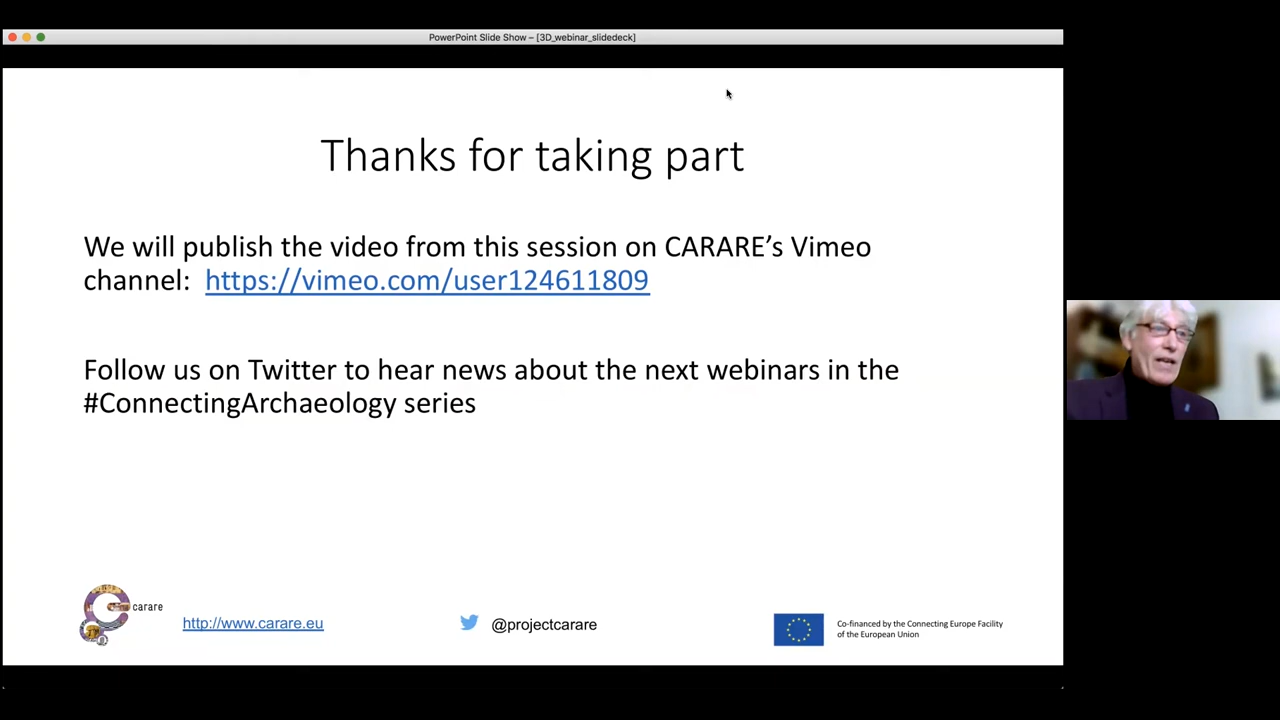 PowerPoint Slide Show – [3D_webinar_slidedeck]
Thanks for taking part
We will publish the video from this session on CARARE’s Vimeo
channel: https://vimeo.com/user124611809
Follow us on Twitter to hear news about the next webinars in the
#ConnectingArchaeology series
carare
http://www.carare.eu
@projectcarare
Co-financed by the Connecting Europe Facility
of the European Union